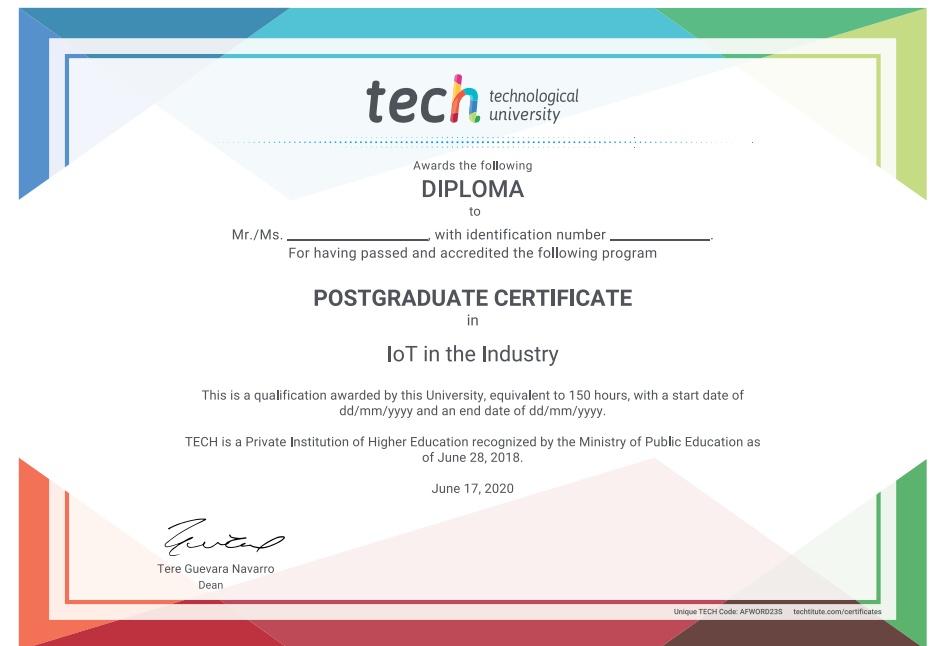 tech technological
university
Awards the following
DIPLOMA
to
Mr./Ms. ____________________, with identification number ______________.
For having passed and accredited the following program
POSTGRADUATE CERTIFICATE
in
IoT in the Industry
This is a qualification awarded by this University, equivalent to 150 hours, with a start date of
dd/mm/yyyy and an end date of dd/mm/yyyy.
TECH is a Private Institution of Higher Education recognized by the Ministry of Public Education as
of June 28, 2018.
June 17, 2020
Tere Guevara Navarro
Dean
Unique TECH Code: AFWORD23S techtitute.com/certificates